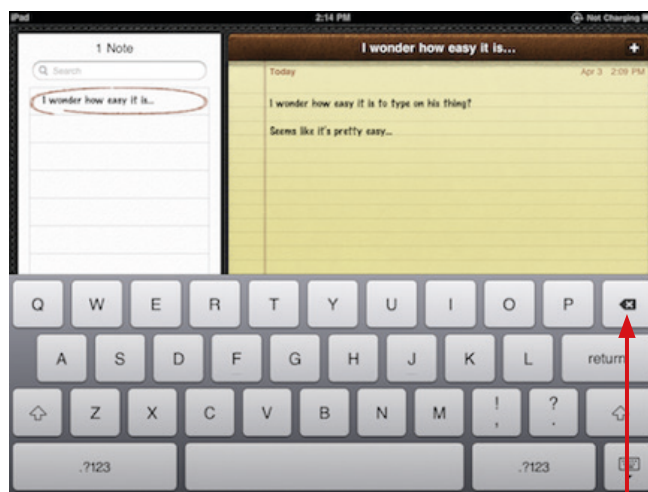 iPad 2:14 PM Not Charging
1 Note I wonder how easy it is... +
Search
Today Apr 3 2:09 PM
I wonder how easy it is...
I wonder how easy it is to type on his thing?
Seems like it's pretty easy...
Q W E R T Y U I O P
A S D F G H J K L return
Z X C V B N M ! , ? .
.?123 .?123